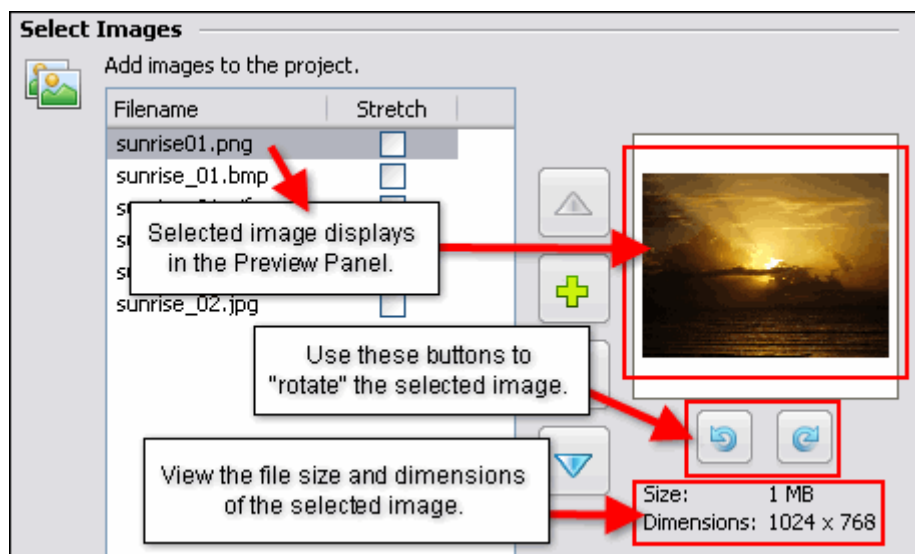 Select Images
Add images to the project.
Filename Stretch
sunrise01.png
sunrise_01.bmp
Selected image displays
in the Preview Panel.
sunrise_02.jpg
Use these buttons to
"rotate" the selected image.
View the file size and dimensions
of the selected image.
Size: 1 MB
Dimensions: 1024 x 768